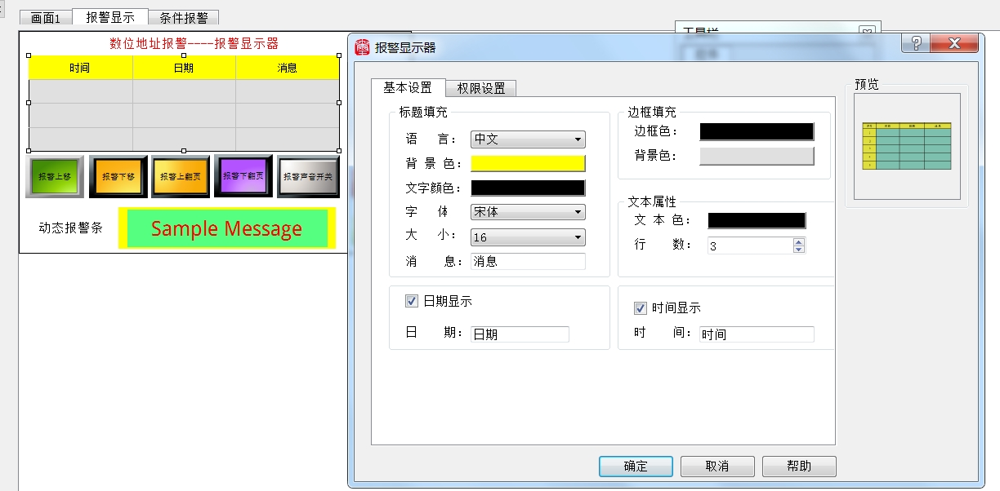 画面1 报警显示 条件报警
数位地址报警----报警显示器
时间 日期 消息
报警上移 报警下移 报警上翻页 报警下翻页 报警声音开关
动态报警条 Sample Message
报警显示器
基本设置 权限设置
标题填充
语 言: 中文
背 景 色:
文字颜色:
字 体 宋体
大 小: 16
消 息: 消息
边框填充
边框色:
背景色:
文本属性
文 本 色:
行 数: 3
日期显示
日 期: 日期
时间显示
时 间: 时间
预览
确定 取消 帮助